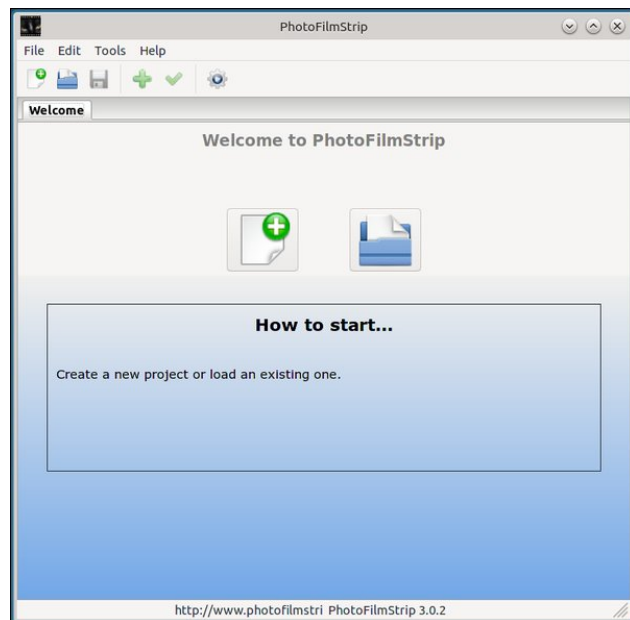 PhotoFilmStrip
File Edit Tools Help
Welcome
Welcome to PhotoFilmStrip
How to start...
Create a new project or load an existing one.
http://www.photofilmstri PhotoFilmStrip 3.0.2